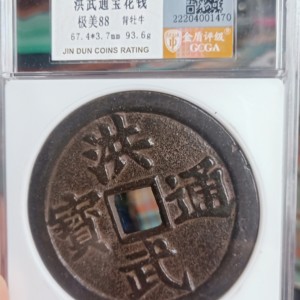 洪武通宝花钱
极美88 背牡牛
67.4*3.7mm 93.6g
JIN DUN COINS RATING
22204001470
金盾评级
GCGA
洪武通寶